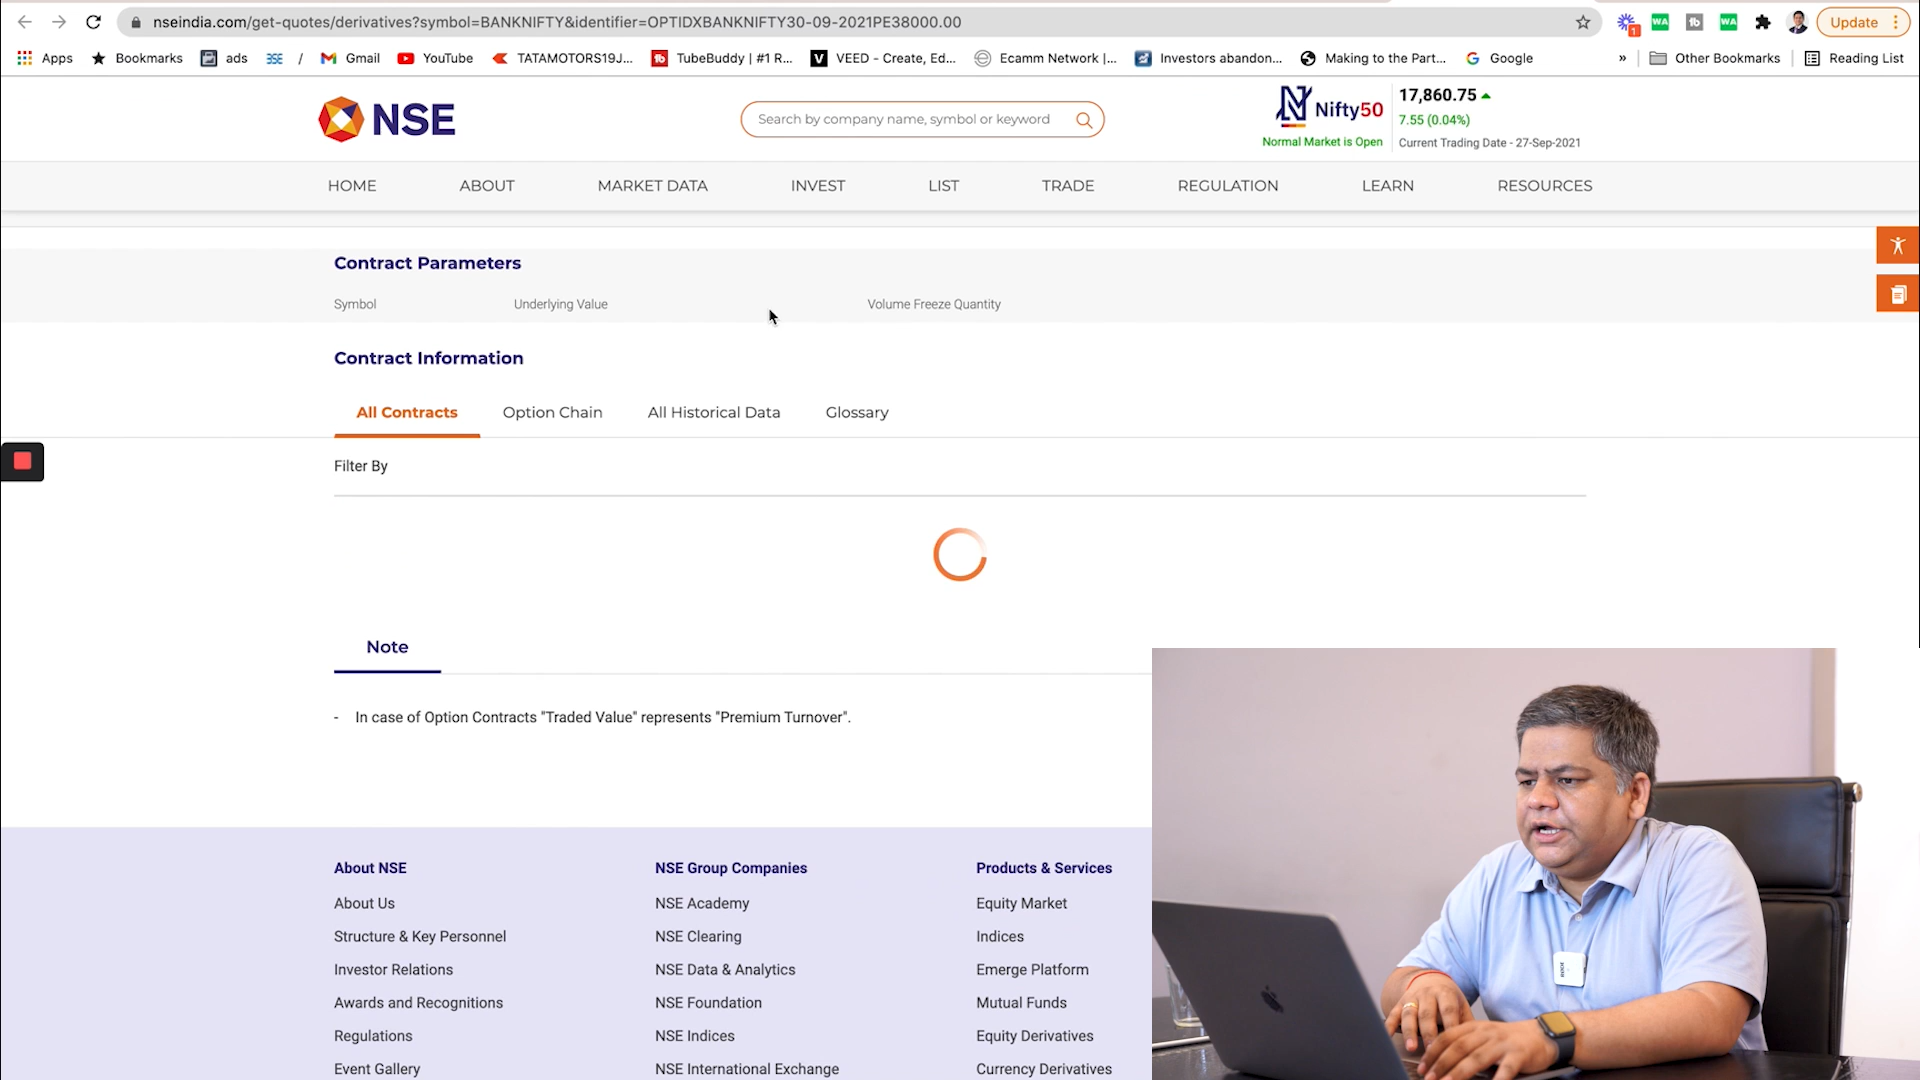 nseindia.com/get-quotes/derivatives?symbol=BANKNIFTY&identifier=OPTIDXBANKNIFTY30-09-2021PE38000.00
1 WA tb WA Update
Apps Bookmarks ads / Gmail YouTube TATAMOTORS19J... TubeBuddy | #1 R... V VEED - Create, Ed... Ecamm Network |... Investors abandon... Making to the Part... Google » Other Bookmarks Reading List
NSE
Search by company name, symbol or keyword
Nifty50
Normal Market is Open
17,860.75
7.55 (0.04%)
Current Trading Date - 27-Sep-2021
HOME ABOUT MARKET DATA INVEST LIST TRADE REGULATION LEARN RESOURCES
Contract Parameters
Symbol Underlying Value Volume Freeze Quantity
Contract Information
All Contracts Option Chain All Historical Data Glossary
Filter By
Note
- In case of Option Contracts "Traded Value" represents "Premium Turnover".
About NSE NSE Group Companies Products & Services
About Us NSE Academy Equity Market
Structure & Key Personnel NSE Clearing Indices
Investor Relations NSE Data & Analytics Emerge Platform
Awards and Recognitions NSE Foundation Mutual Funds
Regulations NSE Indices Equity Derivatives
Event Gallery NSE International Exchange Currency Derivatives